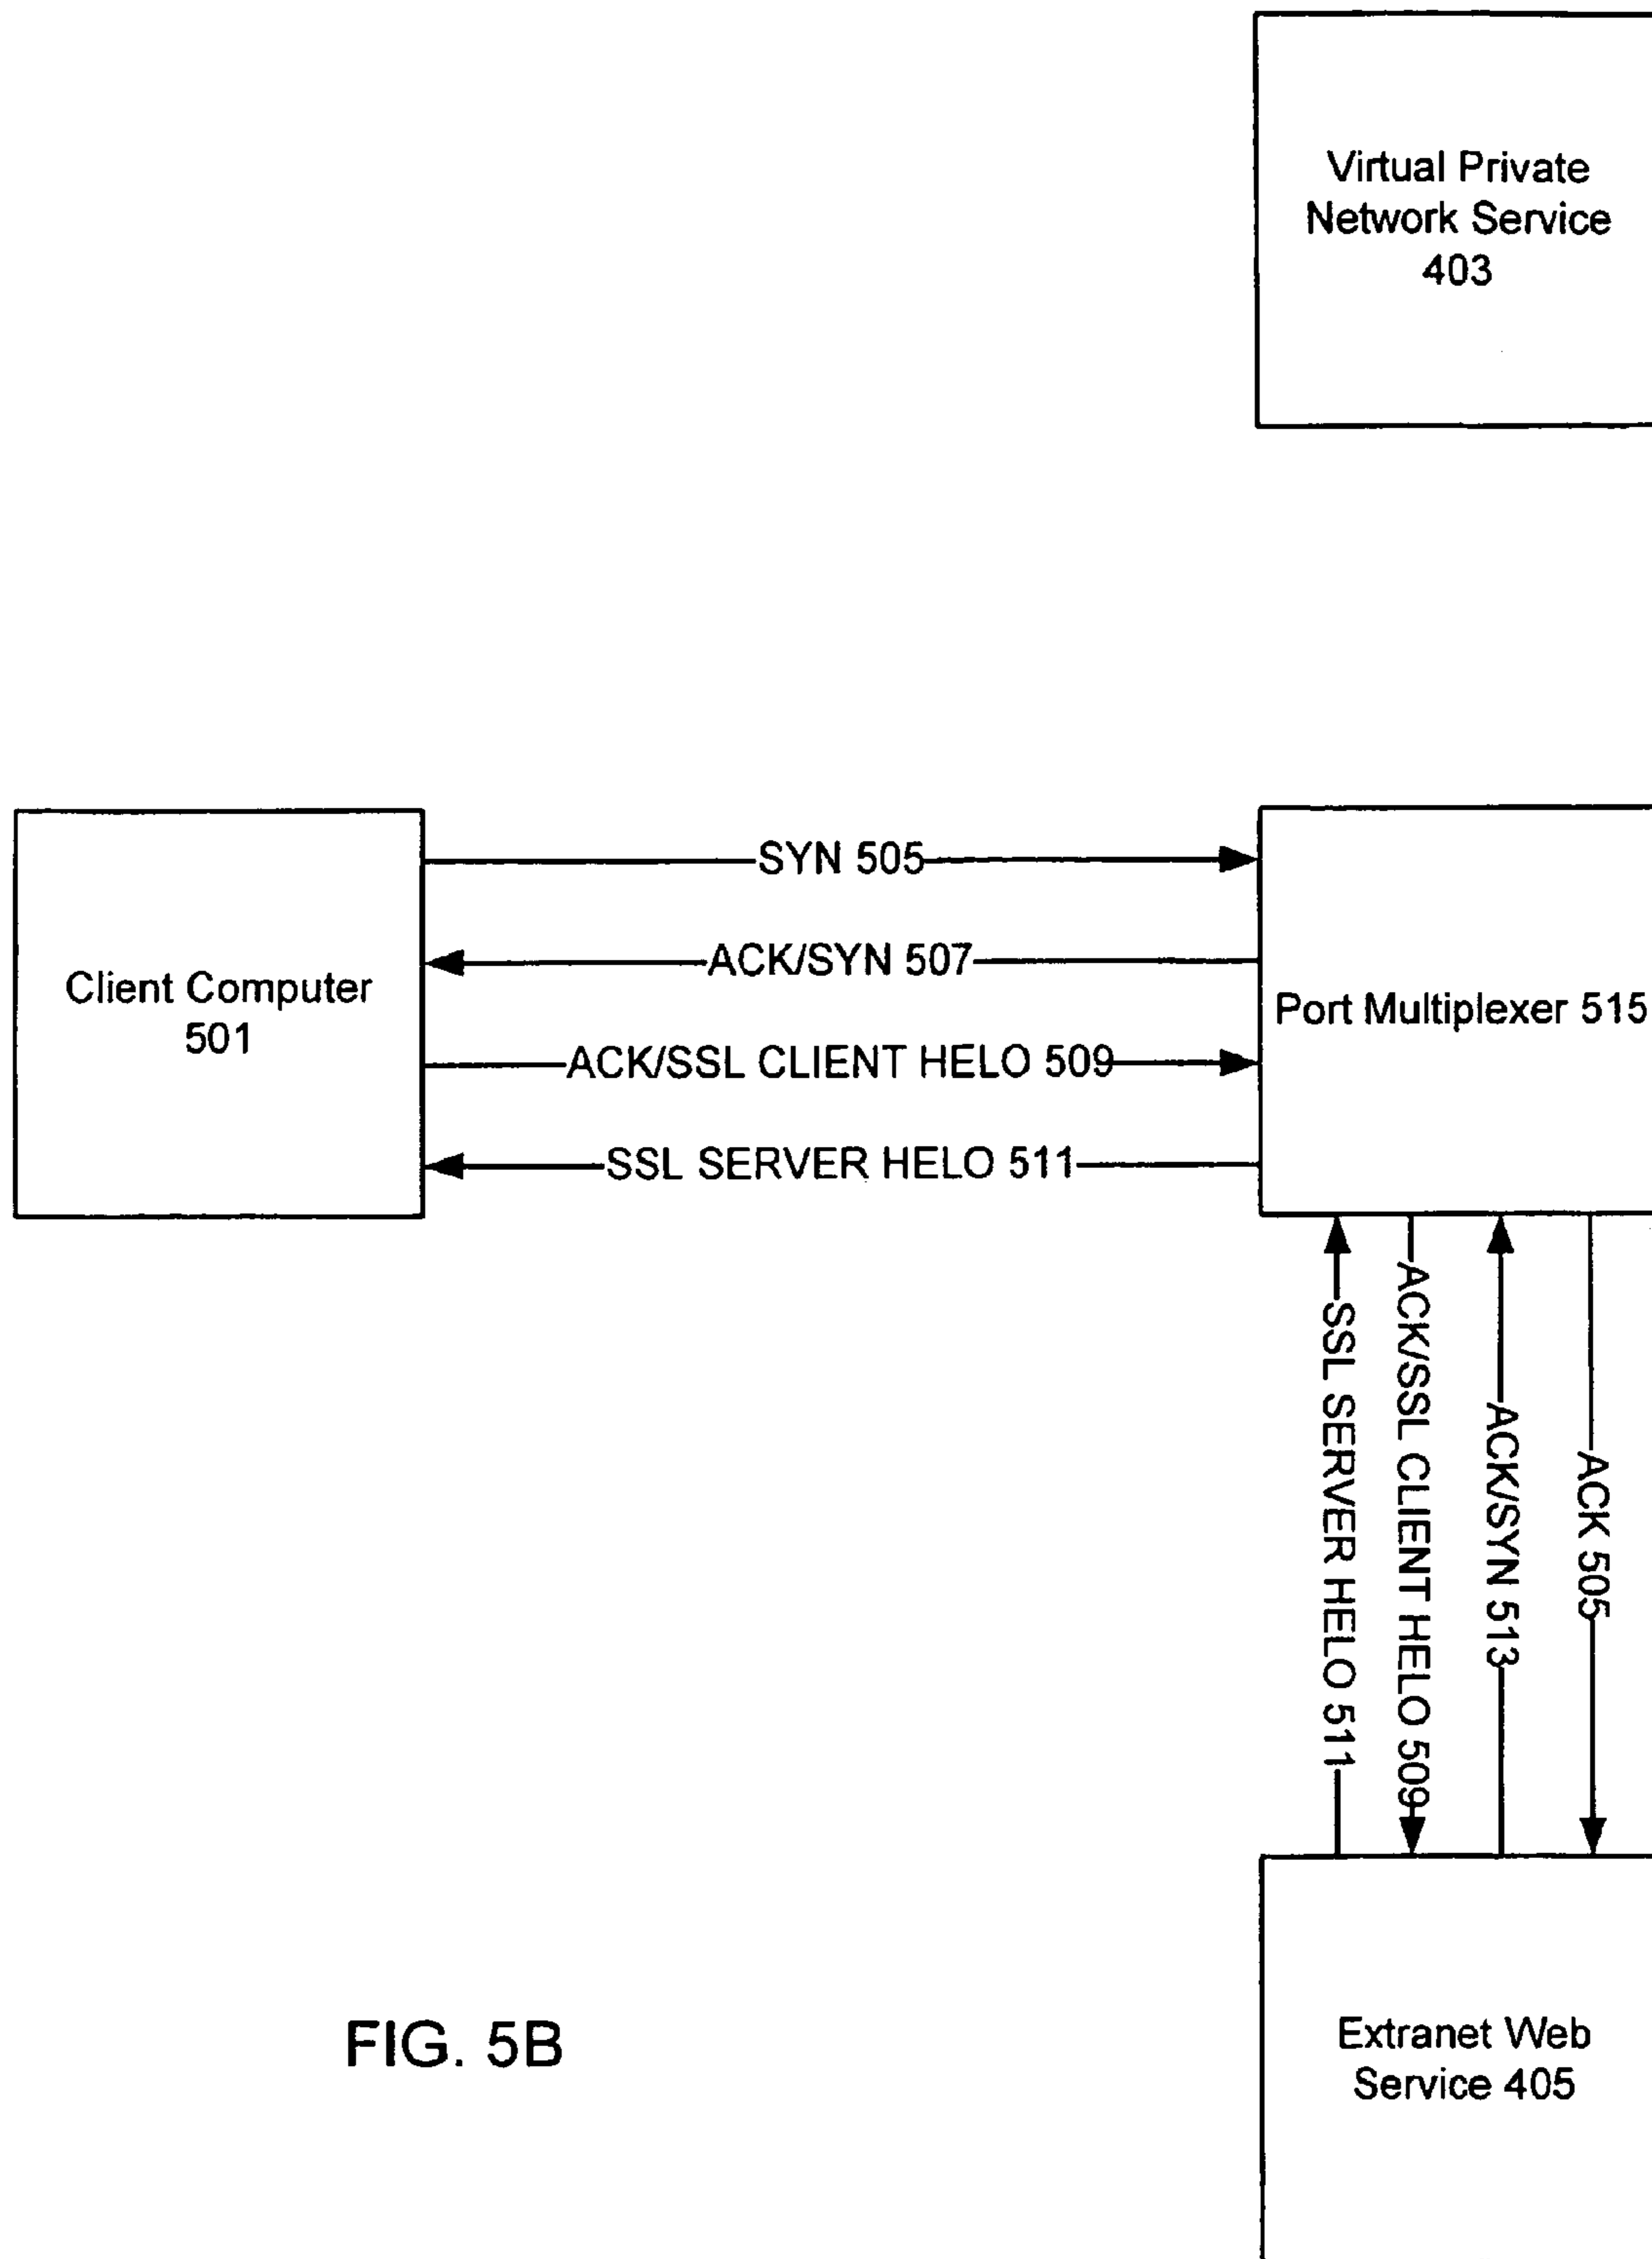 Virtual Private
Network Service
403
Client Computer
501
SYN 505
ACK/SYN 507
ACK/SSL CLIENT HELO 509
SSL SERVER HELO 511
Port Multiplexer 515
SSL SERVER HELO 511
ACK/SSL CLIENT HELO 509
ACK/SYN 513
ACK 505
Extranet Web
Service 405
FIG. 5B